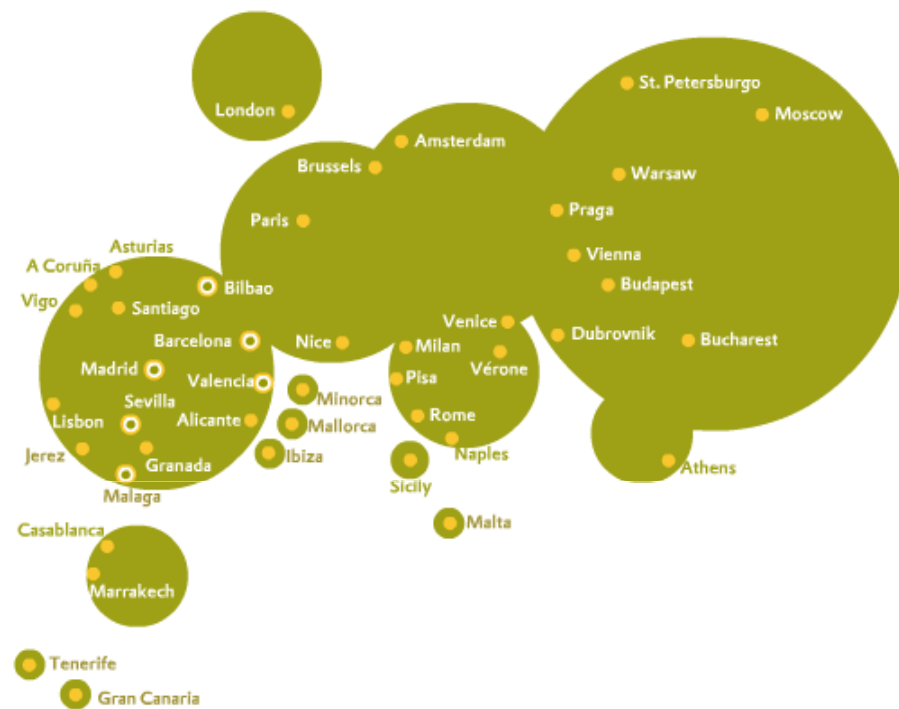 St. Petersburgo
London
Moscow
Amsterdam
Brussels
Warsaw
Praga
Paris
Asturias
Vienna
A Coruña
Bilbao
Budapest
Vigo
Santiago
Venice
Dubrovnik
Barcelona
Nice
Milan
Bucharest
Madrid
Valencia
Vérone
Pisa
Minorca
Sevilla
Lisbon
Alicante
Mallorca
Rome
Jerez
Granada
Ibiza
Naples
Athens
Malaga
Sicily
Malta
Casablanca
Marrakech
Tenerife
Gran Canaria